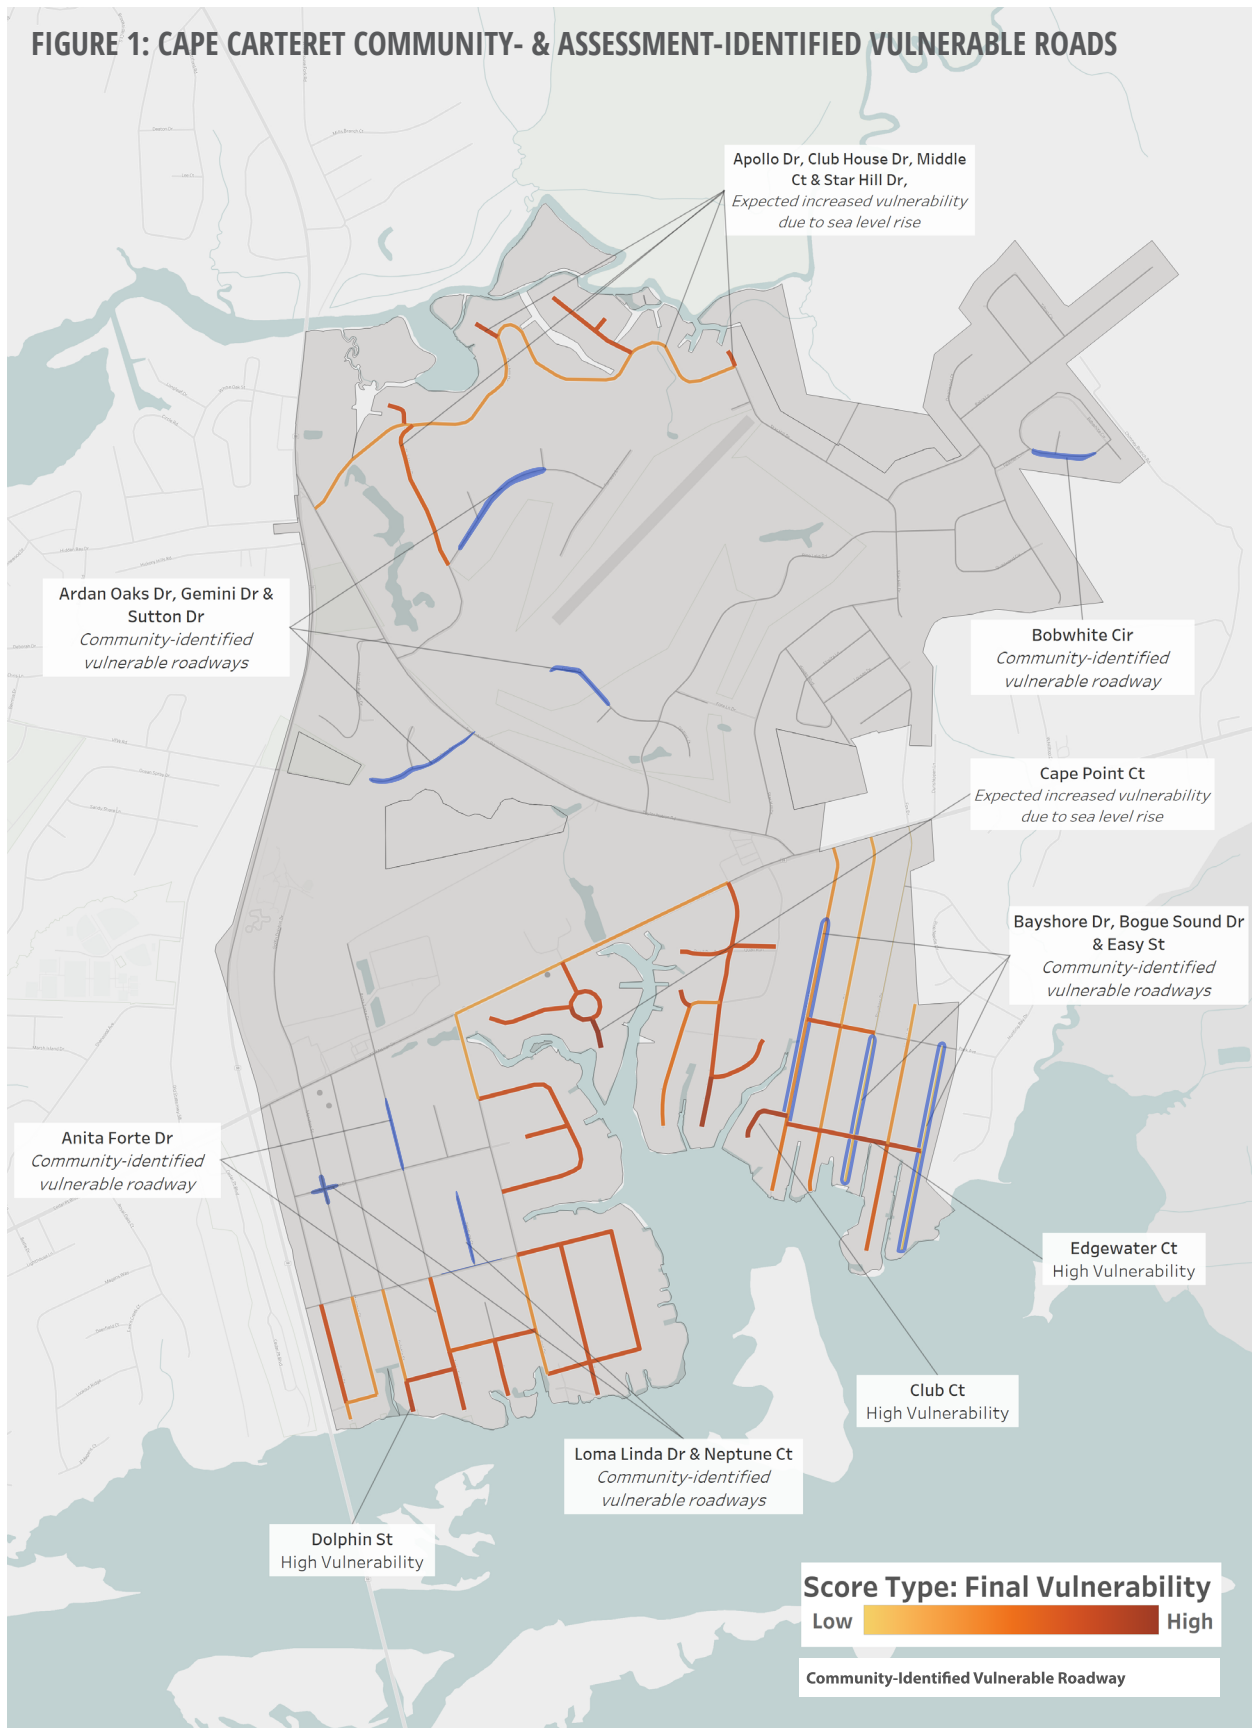 FIGURE 1: CAPE CARTERET COMMUNITY- & ASSESSMENT-IDENTIFIED VULNERABLE ROADS
Apollo Dr, Club House Dr, Middle
Ct & Star Hill Dr,
Expected increased vulnerability
due to sea level rise
Ardan Oaks Dr, Gemini Dr &
Sutton Dr
Community-identified
vulnerable roadways
Bobwhite Cir
Community-identified
vulnerable roadway
Cape Point Ct
Expected increased vulnerability
due to sea level rise
Bayshore Dr, Bogue Sound Dr
& Easy St
Community-identified
vulnerable roadways
Anita Forte Dr
Community-identified
vulnerable roadway
Edgewater Ct
High Vulnerability
Club Ct
High Vulnerability
Loma Linda Dr & Neptune Ct
Community-identified
vulnerable roadways
Dolphin St
High Vulnerability
Score Type: Final Vulnerability
Low
High
Community-Identified Vulnerable Roadway